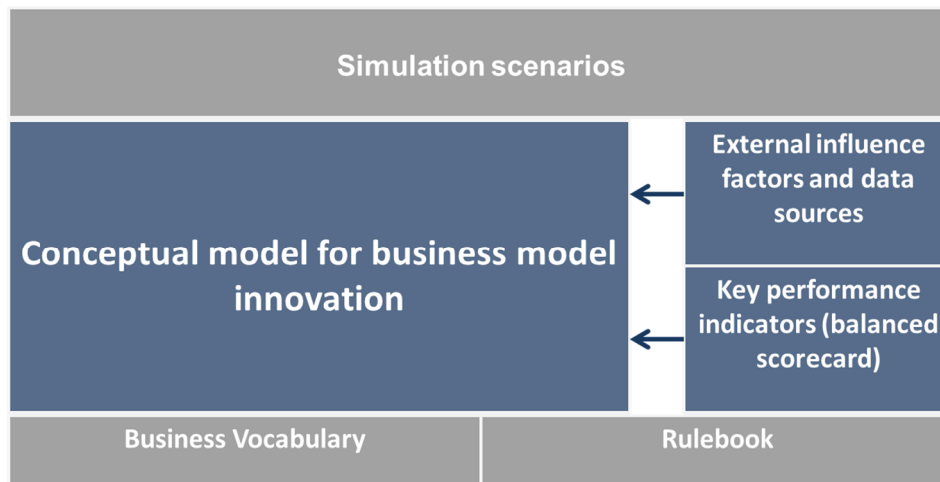 Simulation scenarios
Conceptual model for business model
innovation
External influence
factors and data
sources
Key performance
indicators (balanced
scorecard)
Business Vocabulary
Rulebook